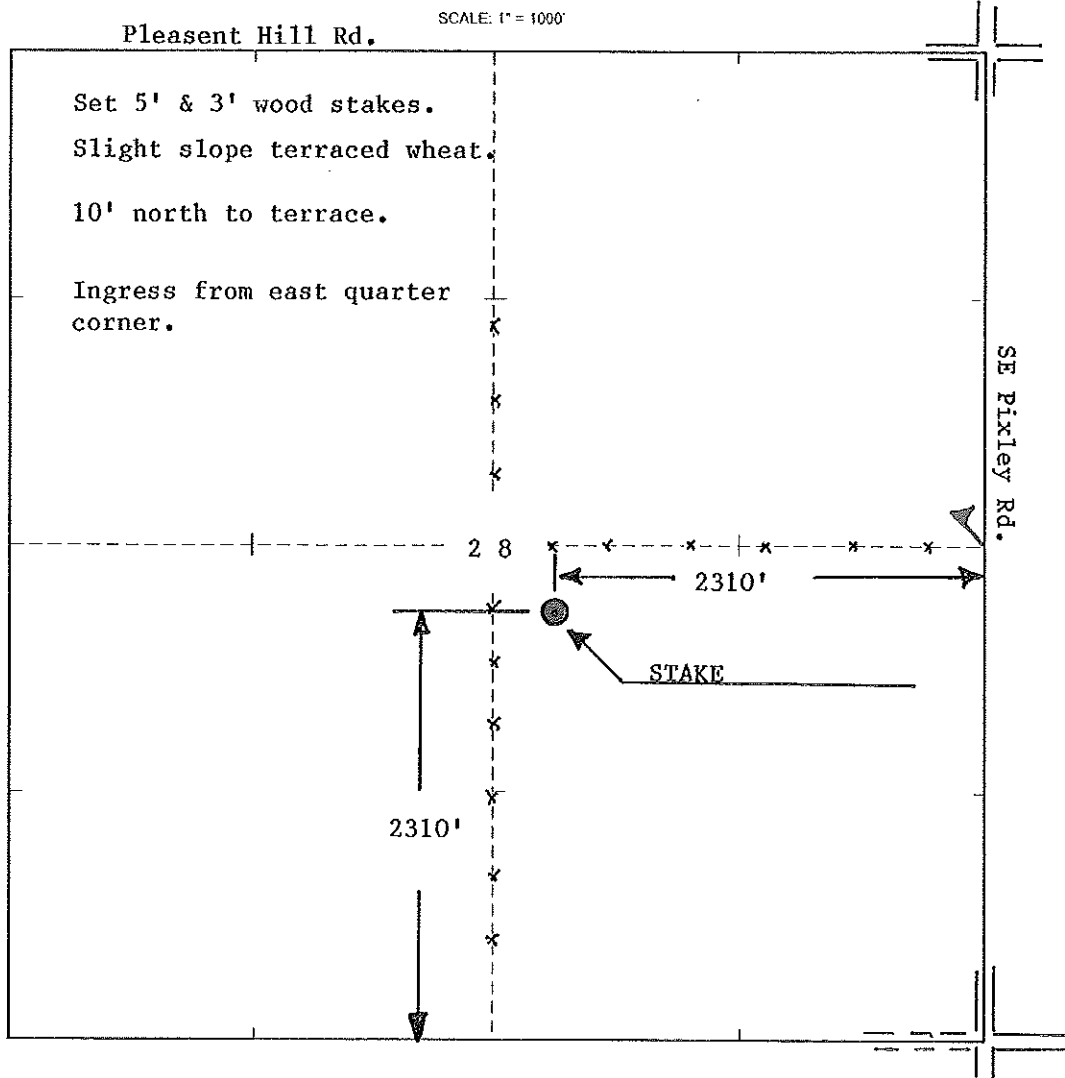 SCALE: 1" = 1000'
Pleasent Hill Rd.
Set 5' & 3' wood stakes.
Slight slope terraced wheat.
10' north to terrace.
Ingress from east quarter
corner.
SE Pixley Rd.
2 8
2310'
STAKE
2310'